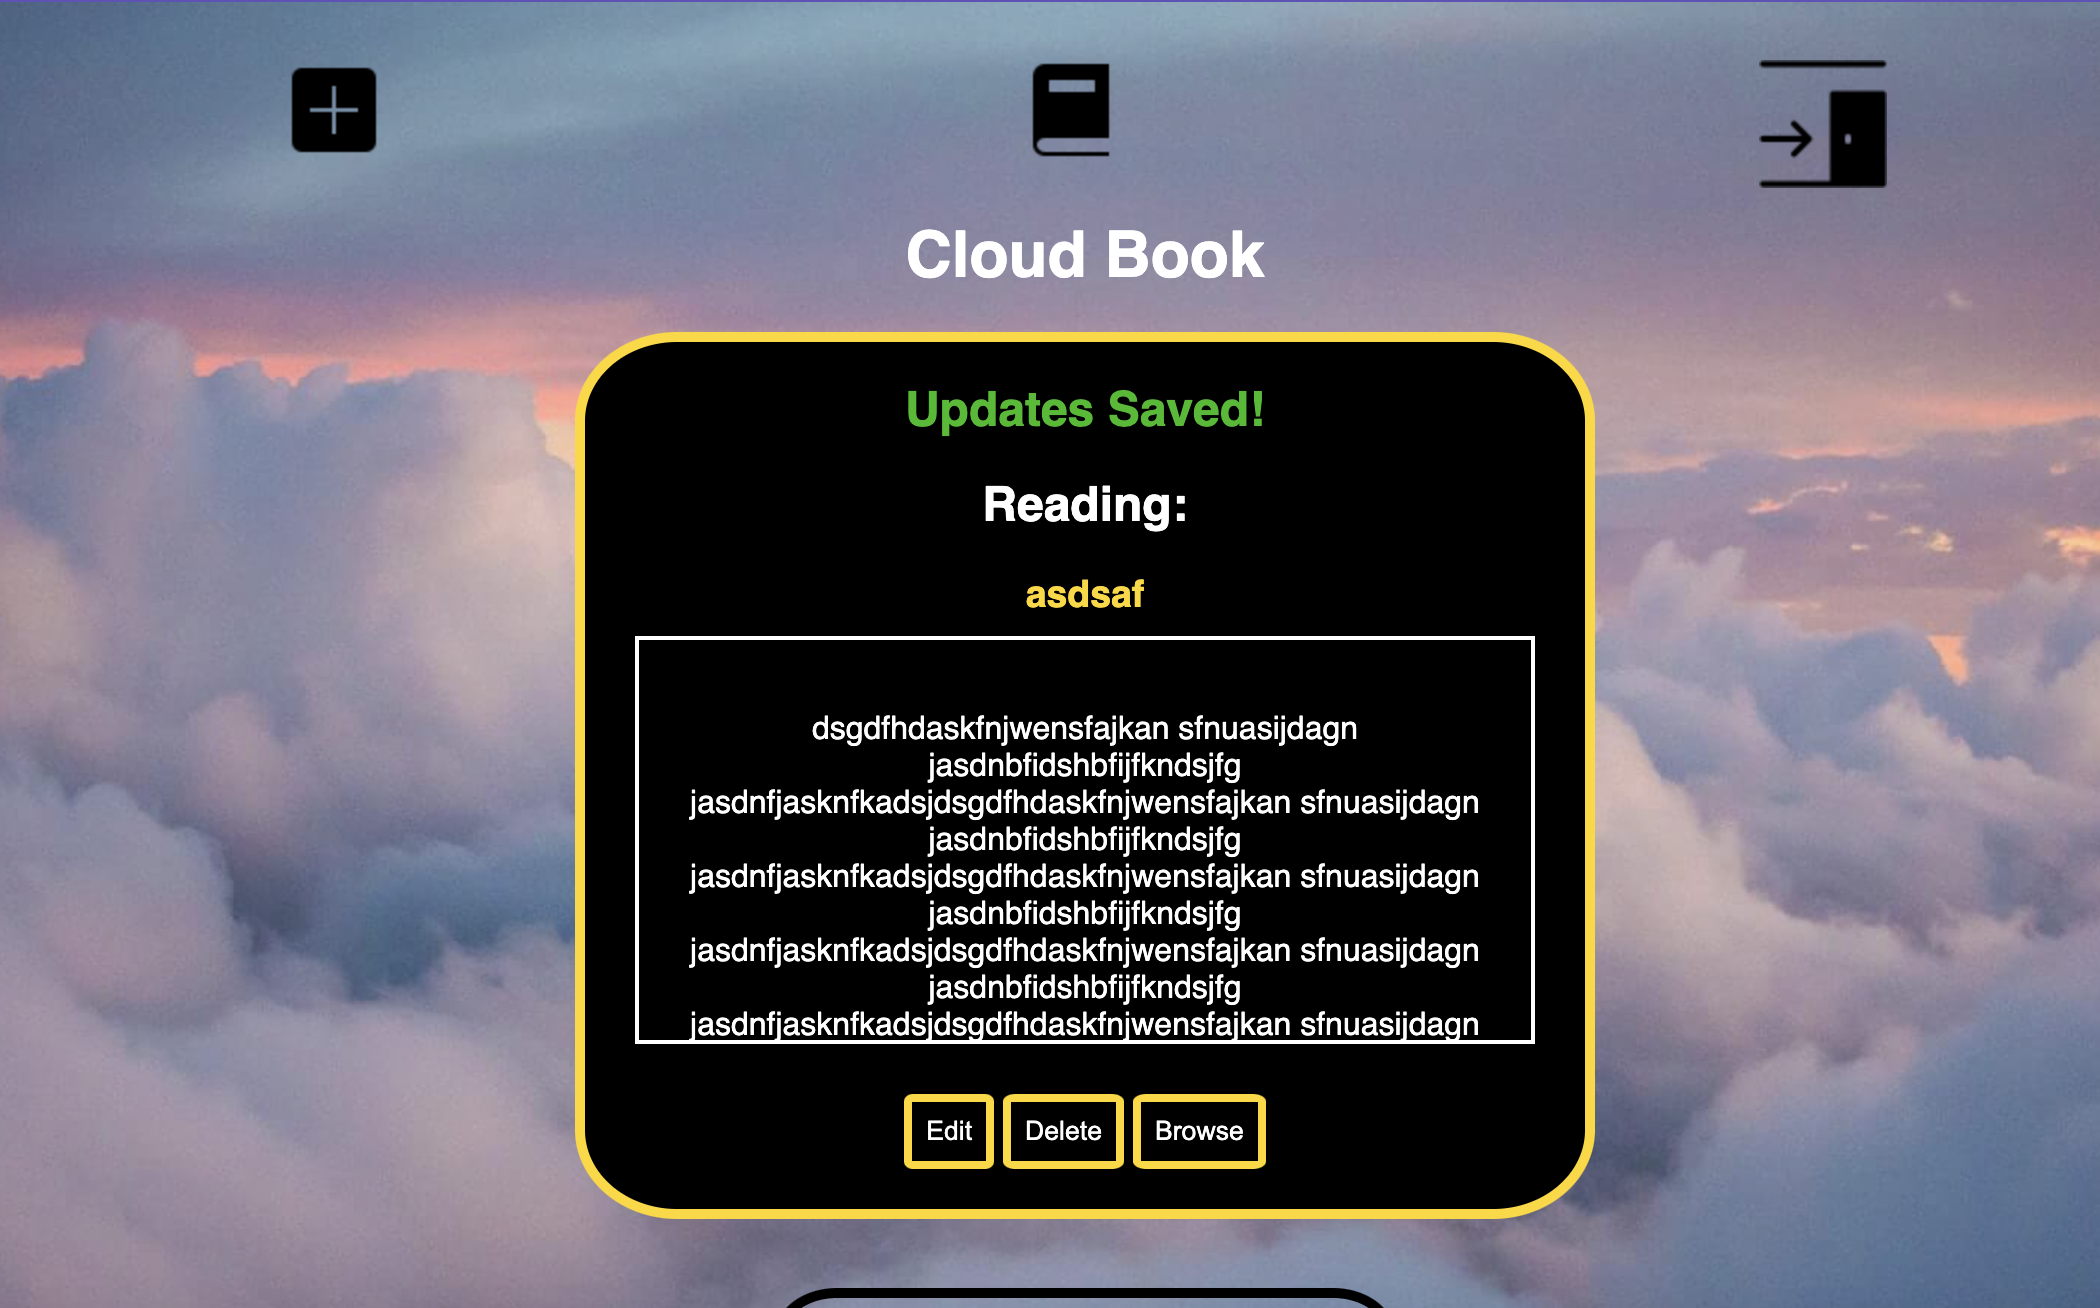 Cloud Book
Updates Saved!
Reading:
asdsaf
dsgdfhdaskfnjwensfajkan sfnuasijdagn
jasdnbfidshbfijfkndsjfg
jasdnfjasknfkadsjdsgdfhdaskfnjwensfajkan sfnuasijdagn
jasdnbfidshbfijfkndsjfg
jasdnfjasknfkadsjdsgdfhdaskfnjwensfajkan sfnuasijdagn
jasdnbfidshbfijfkndsjfg
jasdnfjasknfkadsjdsgdfhdaskfnjwensfajkan sfnuasijdagn
jasdnbfidshbfijfkndsjfg
jasdnfjasknfkadsjdsgdfhdaskfnjwensfajkan sfnuasijdagn
Edit Delete Browse